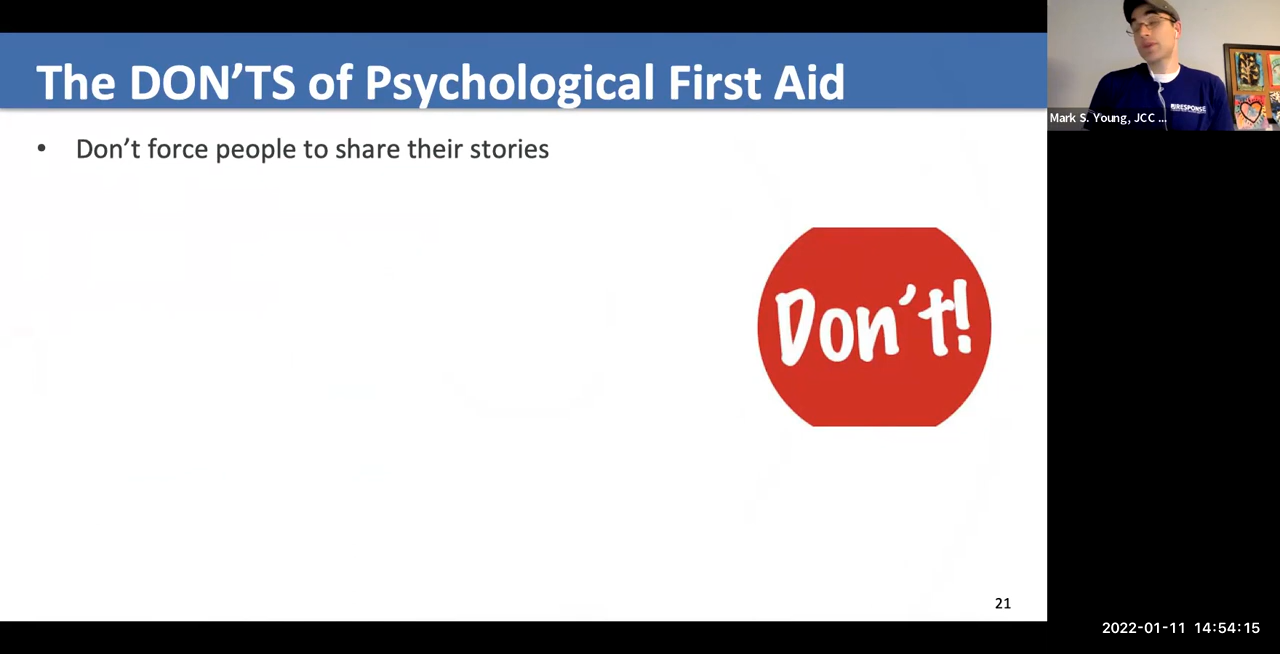 The DON'TS of Psychological First Aid
• Don't force people to share their stories
Don't!
21
RESPONSE
Mark S. Young, JCC ...
2022-01-11 14:54:15